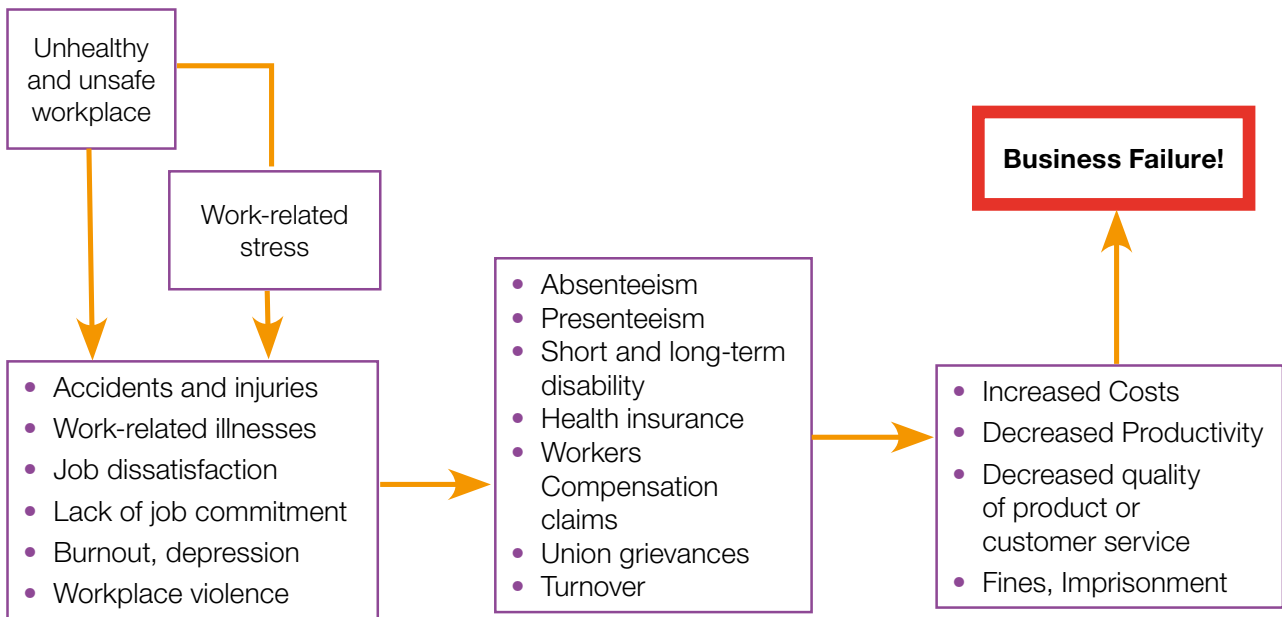 Unhealthy
and unsafe
workplace
Work-related
stress
• Accidents and injuries
• Work-related illnesses
• Job dissatisfaction
• Lack of job commitment
• Burnout, depression
• Workplace violence
• Absenteeism
• Presenteeism
• Short and long-term
disability
• Health insurance
• Workers
Compensation
claims
• Union grievances
• Turnover
• Increased Costs
• Decreased Productivity
• Decreased quality
of product or
customer service
• Fines, Imprisonment
Business Failure!